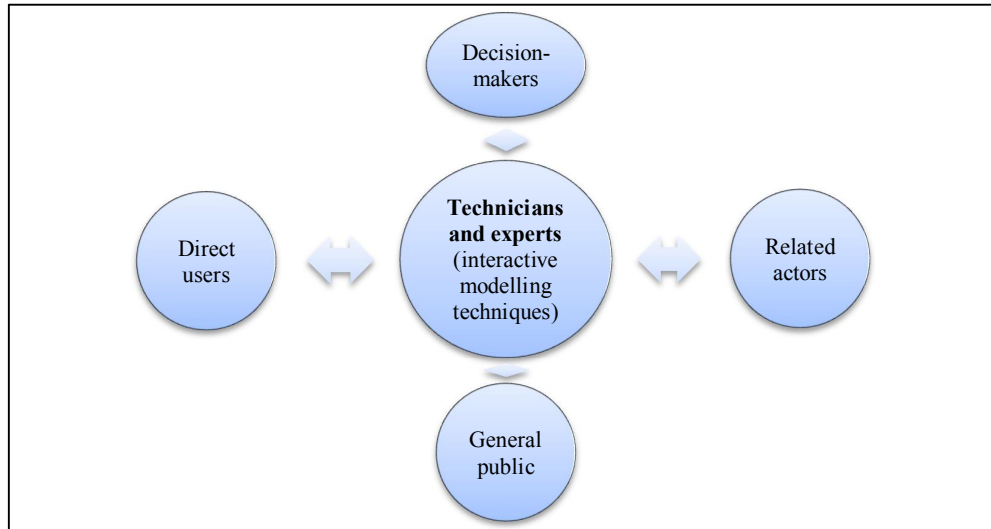 Decision-
makers
Technicians
and experts
(interactive
modelling
techniques)
Direct
users
Related
actors
General
public